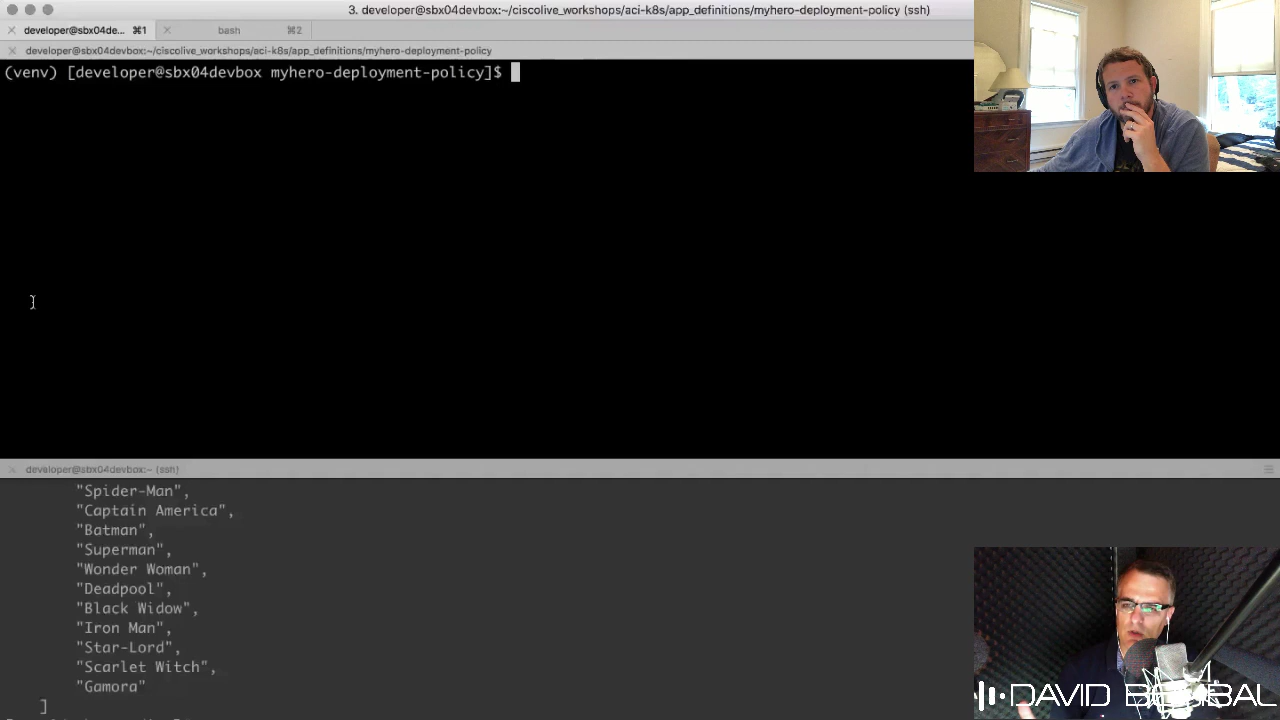 3. developer@sbx04devbox:~/ciscolive_workshops/aci-k8s/app_definitions/myhero-deployment-policy (ssh)
developer@sbx04de... ⌘1
bash ⌘2
developer@sbx04devbox:~/ciscolive_workshops/aci-k8s/app_definitions/myhero-deployment-policy
(venv) [developer@sbx04devbox myhero-deployment-policy]$
developer@sbx04devbox:~ (ssh)
"Spider-Man",
"Captain America",
"Batman",
"Superman",
"Wonder Woman",
"Deadpool",
"Black Widow",
"Iron Man",
"Star-Lord",
"Scarlet Witch",
"Gamora"
]
DAVID BOMBAL